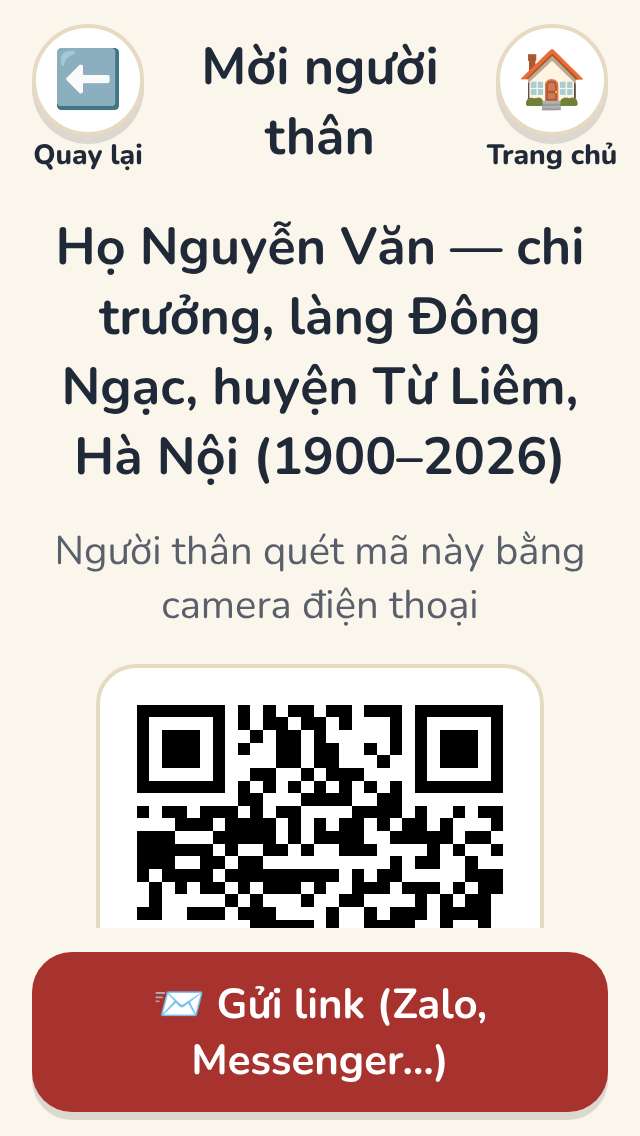 Mời người
thân
Quay lại
Trang chủ
Họ Nguyễn Văn — chi
trưởng, làng Đông
Ngạc, huyện Từ Liêm,
Hà Nội (1900–2026)
Người thân quét mã này bằng
camera điện thoại
Gửi link (Zalo,
Messenger...)